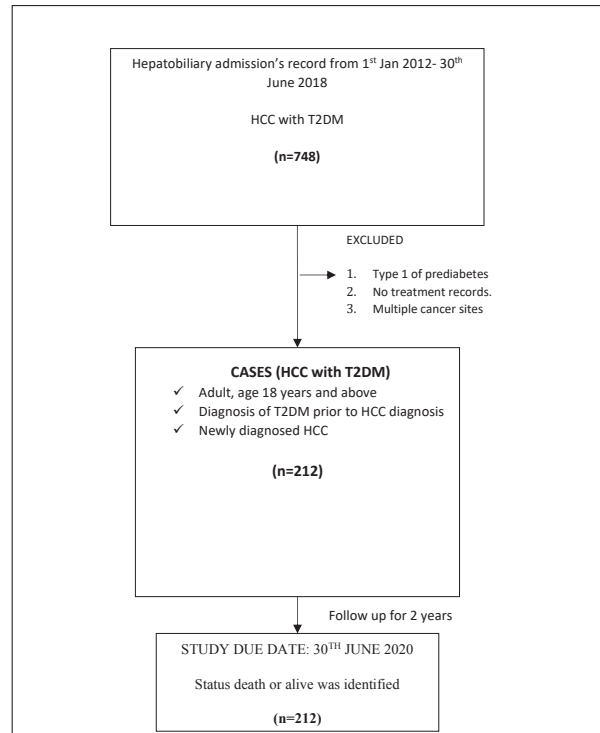 Hepatobiliary admission's record from 1st Jan 2012- 30th
June 2018
HCC with T2DM
(n=748)
EXCLUDED
1. Type 1 of prediabetes
2. No treatment records.
3. Multiple cancer sites
CASES (HCC with T2DM)
✓ Adult, age 18 years and above
✓ Diagnosis of T2DM prior to HCC diagnosis
✓ Newly diagnosed HCC
(n=212)
Follow up for 2 years
STUDY DUE DATE: 30TH JUNE 2020
Status death or alive was identified
(n=212)